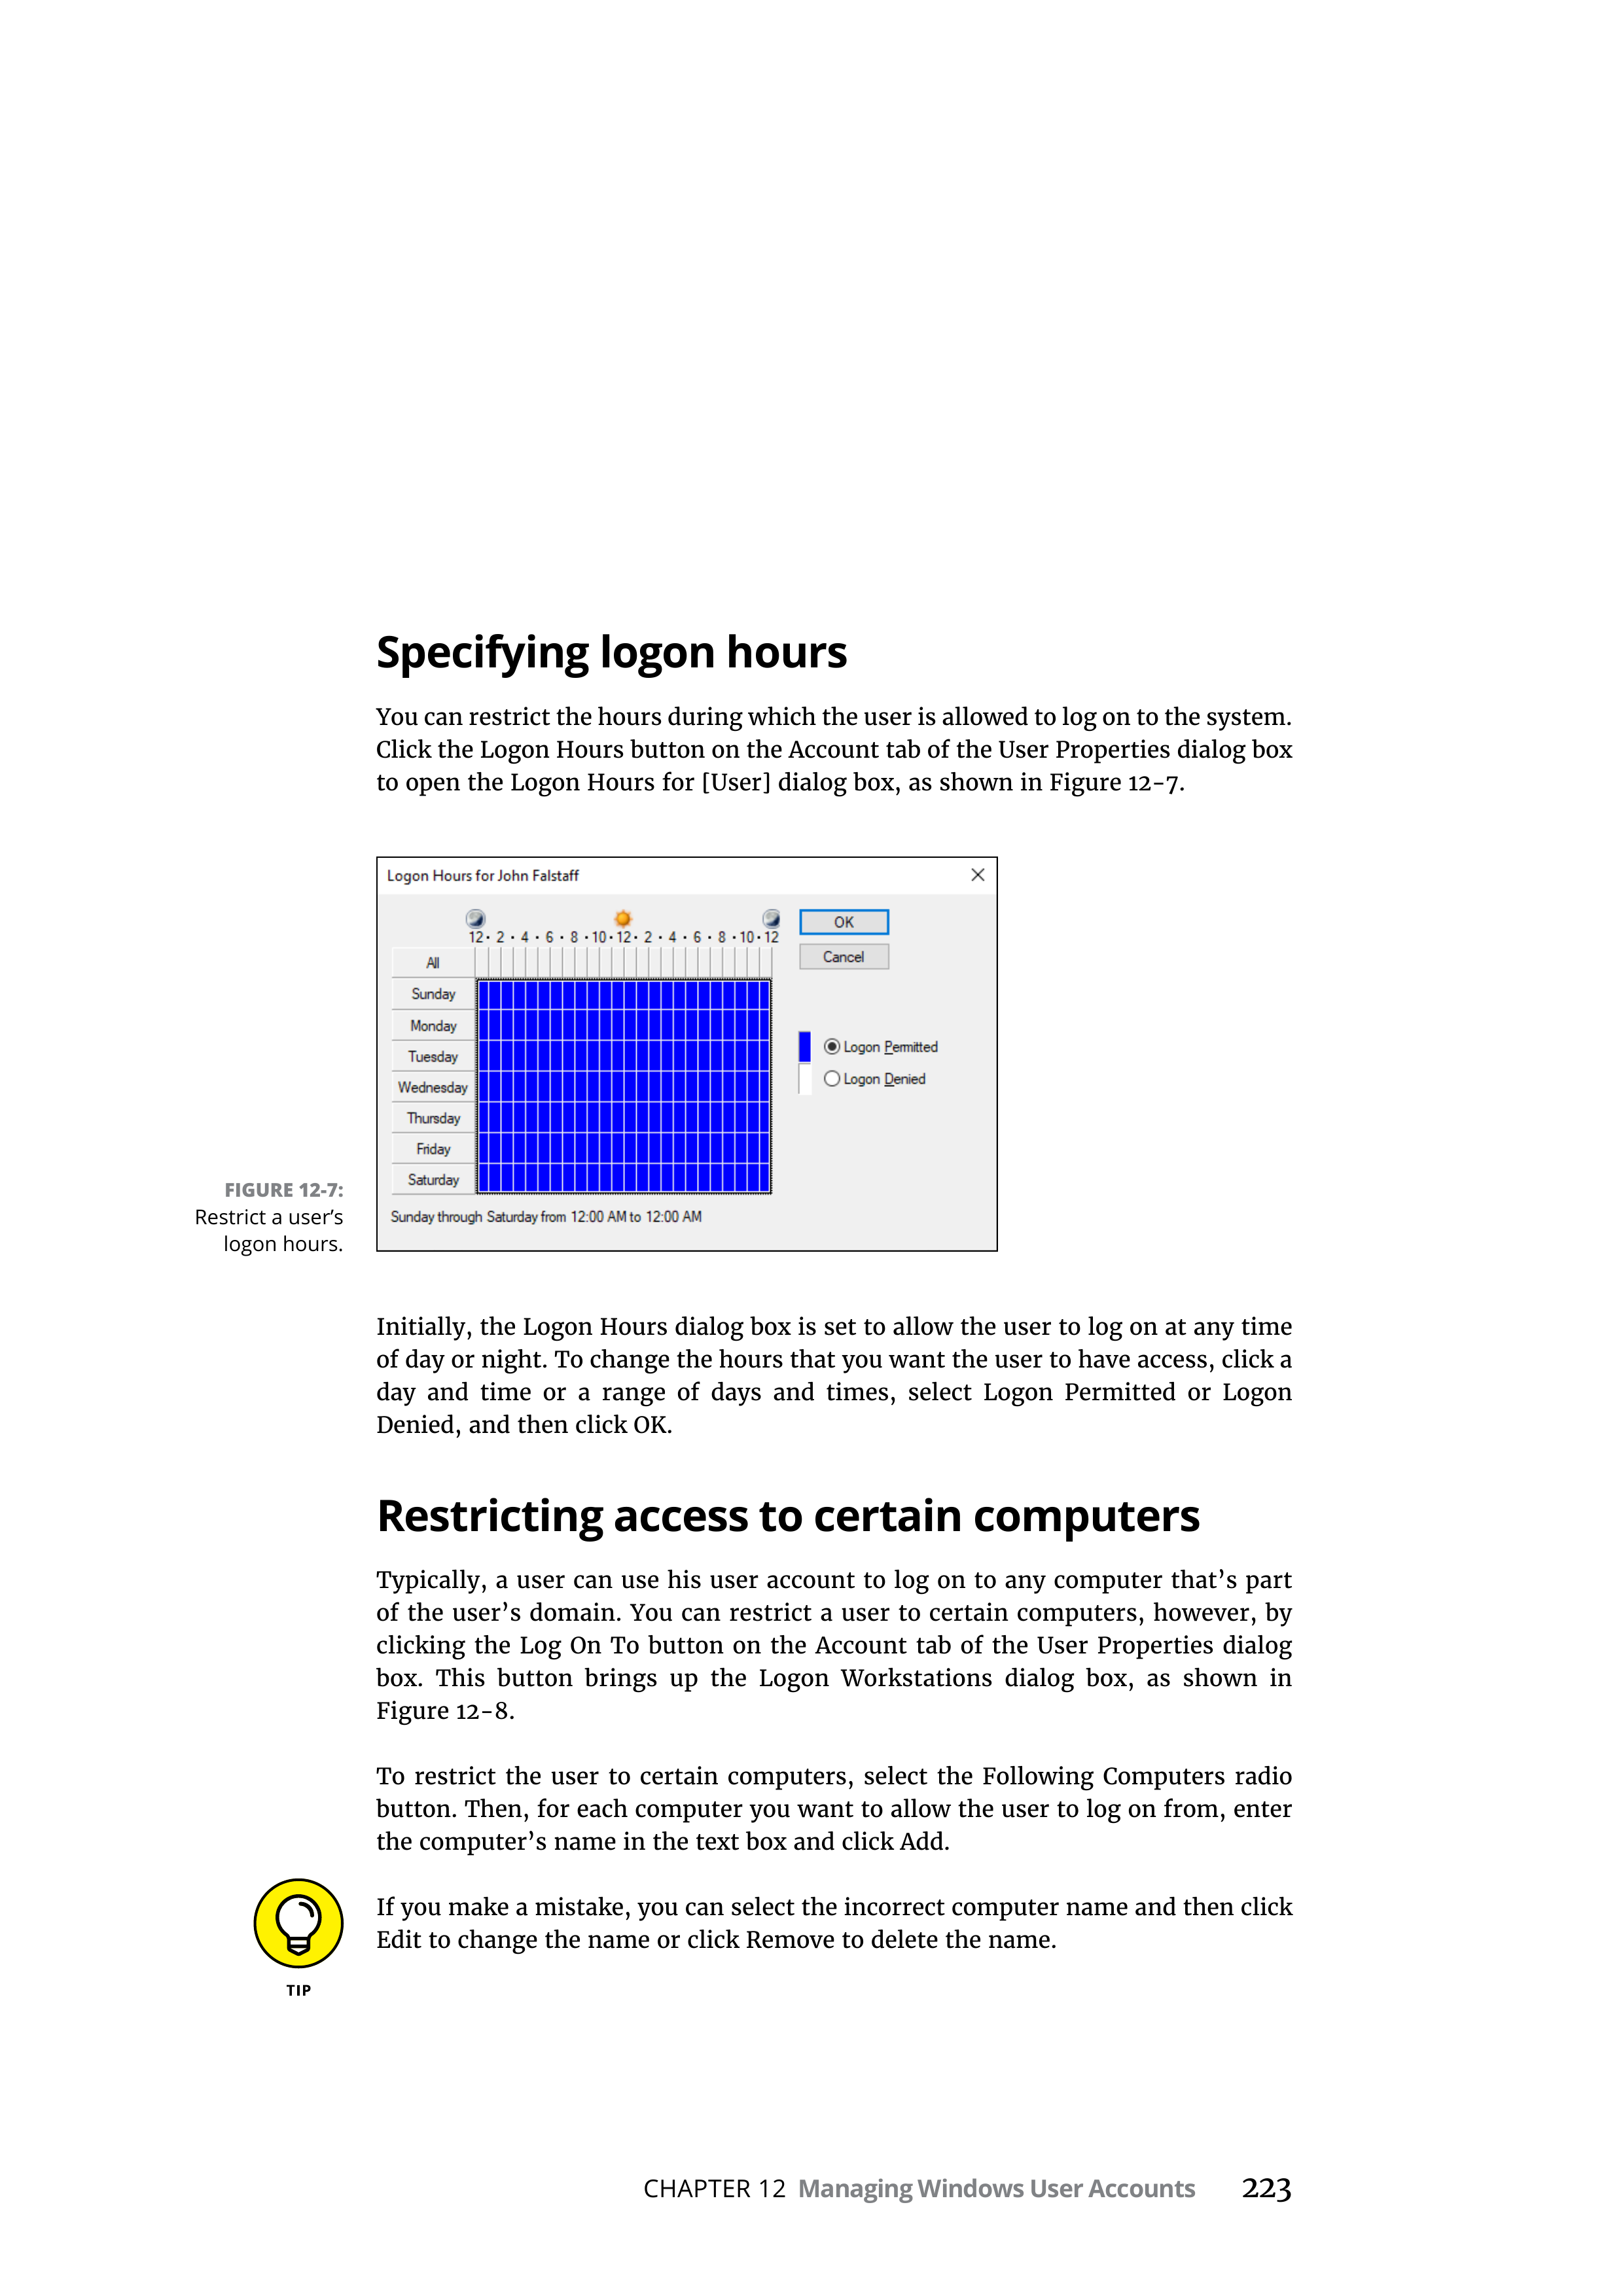 Specifying logon hours
You can restrict the hours during which the user is allowed to log on to the system.
Click the Logon Hours button on the Account tab of the User Properties dialog box
to open the Logon Hours for [User] dialog box, as shown in Figure 12-7.
Logon Hours for John Falstaff
12 · 2 · 4 · 6 · 8 · 10 · 12 · 2 · 4 · 6 · 8 · 10 · 12
OK
Cancel
All
Sunday
Monday
Tuesday
Wednesday
Thursday
Friday
Saturday
Logon Permitted
Logon Denied
Sunday through Saturday from 12:00 AM to 12:00 AM
FIGURE 12-7:
Restrict a user’s
logon hours.
Initially, the Logon Hours dialog box is set to allow the user to log on at any time
of day or night. To change the hours that you want the user to have access, click a
day and time or a range of days and times, select Logon Permitted or Logon
Denied, and then click OK.
Restricting access to certain computers
Typically, a user can use his user account to log on to any computer that’s part
of the user’s domain. You can restrict a user to certain computers, however, by
clicking the Log On To button on the Account tab of the User Properties dialog
box. This button brings up the Logon Workstations dialog box, as shown in
Figure 12-8.
To restrict the user to certain computers, select the Following Computers radio
button. Then, for each computer you want to allow the user to log on from, enter
the computer’s name in the text box and click Add.
If you make a mistake, you can select the incorrect computer name and then click
Edit to change the name or click Remove to delete the name.
TIP
CHAPTER 12 Managing Windows User Accounts 223